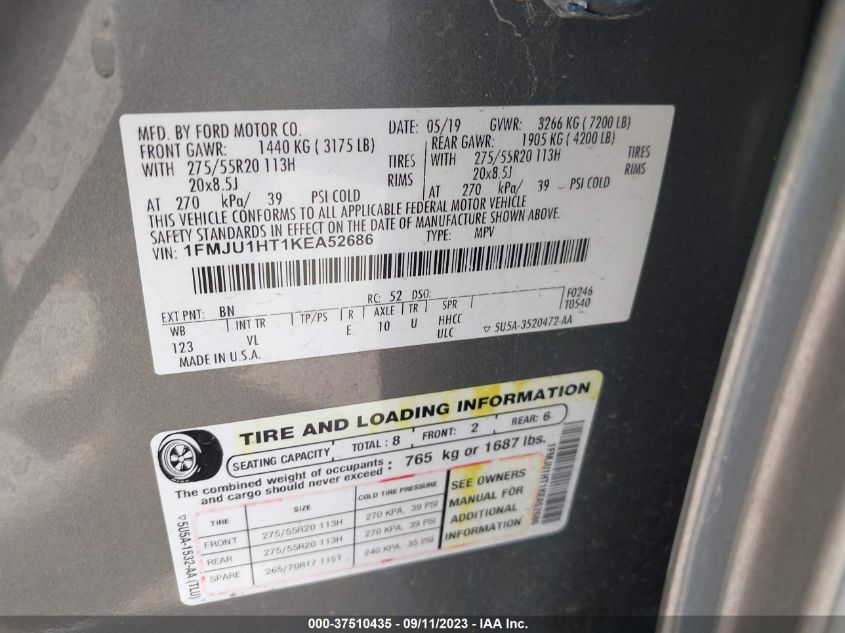 MFD. BY FORD MOTOR CO.
DATE: 05/19 GVWR: 3266 KG ( 7200 LB)
FRONT GAWR: 1440 KG ( 3175 LB)
REAR GAWR: 1905 KG ( 4200 LB)
WITH 275/55R20 113H TIRES
WITH 275/55R20 113H TIRES
20x8.5J RIMS
20x8.5J RIMS
AT 270 kPa/ 39 PSI COLD
AT 270 kPa/ 39 PSI COLD
THIS VEHICLE CONFORMS TO ALL APPLICABLE FEDERAL MOTOR VEHICLE
SAFETY STANDARDS IN EFFECT ON THE DATE OF MANUFACTURE SHOWN ABOVE.
VIN: 1FMJU1HT1KEA52686 TYPE: MPV
F0246
T0540
EXT PNT: BN RC: 52 DSO:
WB INT TR TP/PS R AXLE TR SPR
123 VL E 10 U HHCC
ULC
MADE IN U.S.A.
5U5A-3520472-AA
TIRE AND LOADING INFORMATION
SEATING CAPACITY TOTAL: 8 FRONT: 2 REAR: 6
The combined weight of occupants
and cargo should never exceed : 765 kg or 1687 lbs.
TIRE SIZE COLD TIRE PRESSURE
FRONT 275/55R20 113H 270 KPA, 39 PSI
REAR 275/55R20 113H 270 KPA, 39 PSI
SPARE 265/70R17 115T 240 KPA, 35 PSI
SEE OWNERS
MANUAL FOR
ADDITIONAL
INFORMATION
5U5A-1532-AA (TLU)
1FMJU1HT1KEA52686
000-37510435 - 09/11/2023 - IAA Inc.